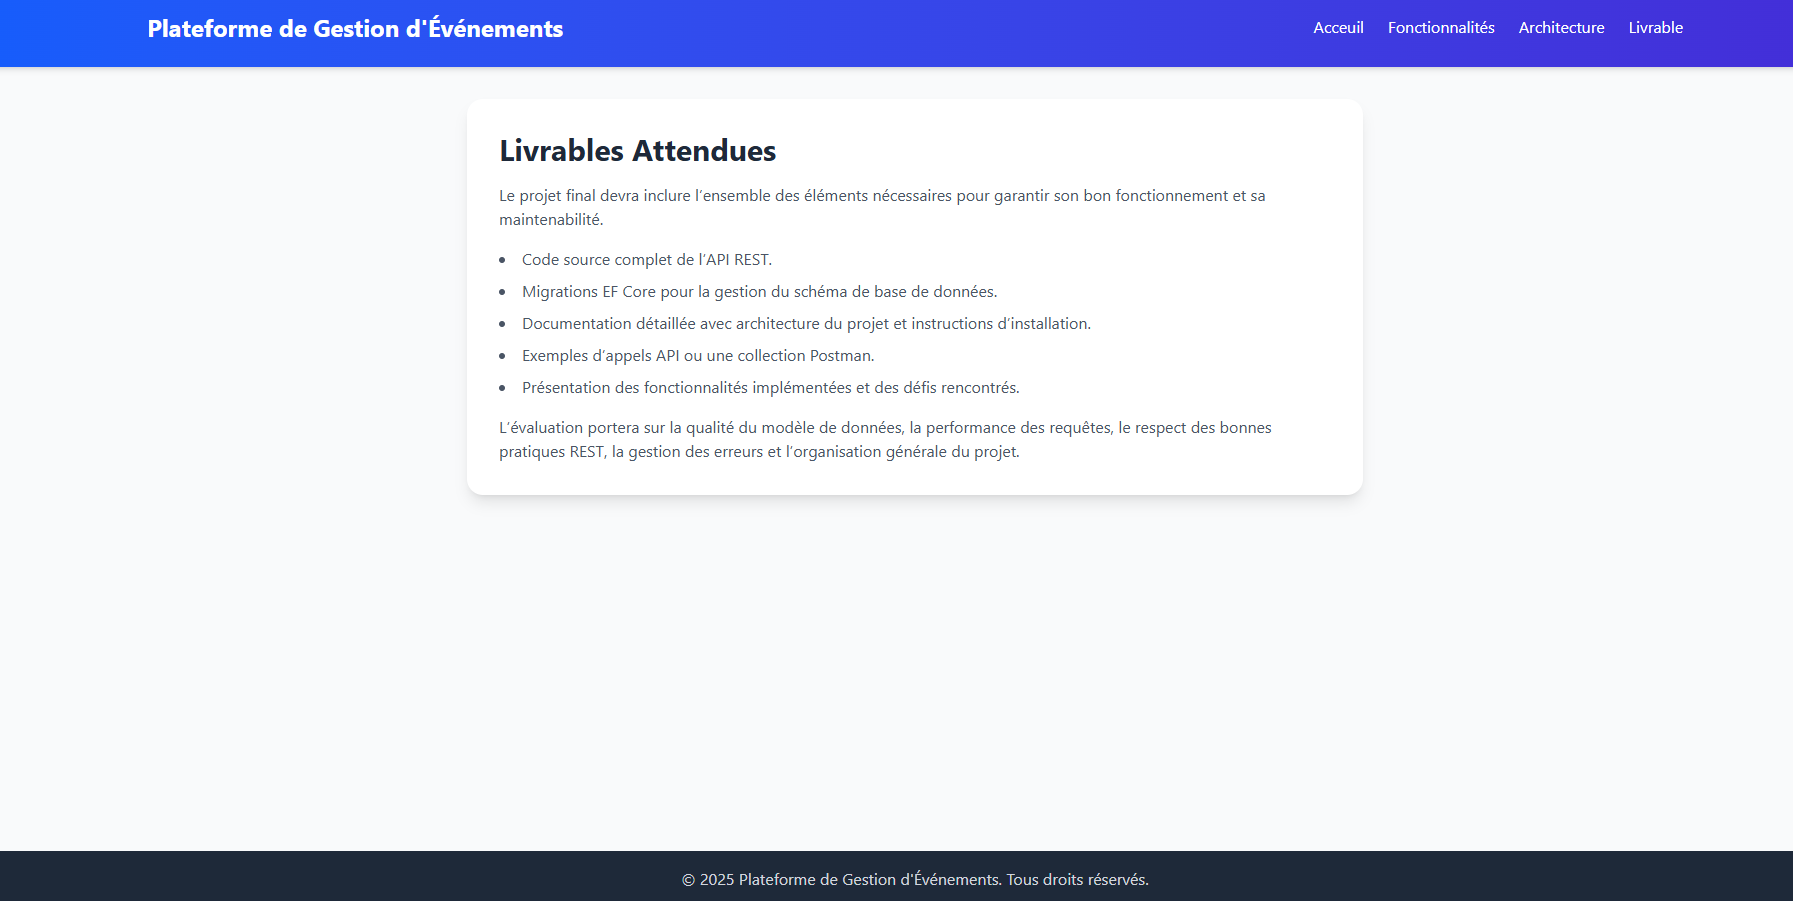 Plateforme de Gestion d'Événements
Acceuil Fonctionnalités Architecture Livrable
Livrables Attendues
Le projet final devra inclure l’ensemble des éléments nécessaires pour garantir son bon fonctionnement et sa
maintenabilité.
• Code source complet de l’API REST.
• Migrations EF Core pour la gestion du schéma de base de données.
• Documentation détaillée avec architecture du projet et instructions d’installation.
• Exemples d’appels API ou une collection Postman.
• Présentation des fonctionnalités implémentées et des défis rencontrés.
L’évaluation portera sur la qualité du modèle de données, la performance des requêtes, le respect des bonnes
pratiques REST, la gestion des erreurs et l’organisation générale du projet.
© 2025 Plateforme de Gestion d'Événements. Tous droits réservés.